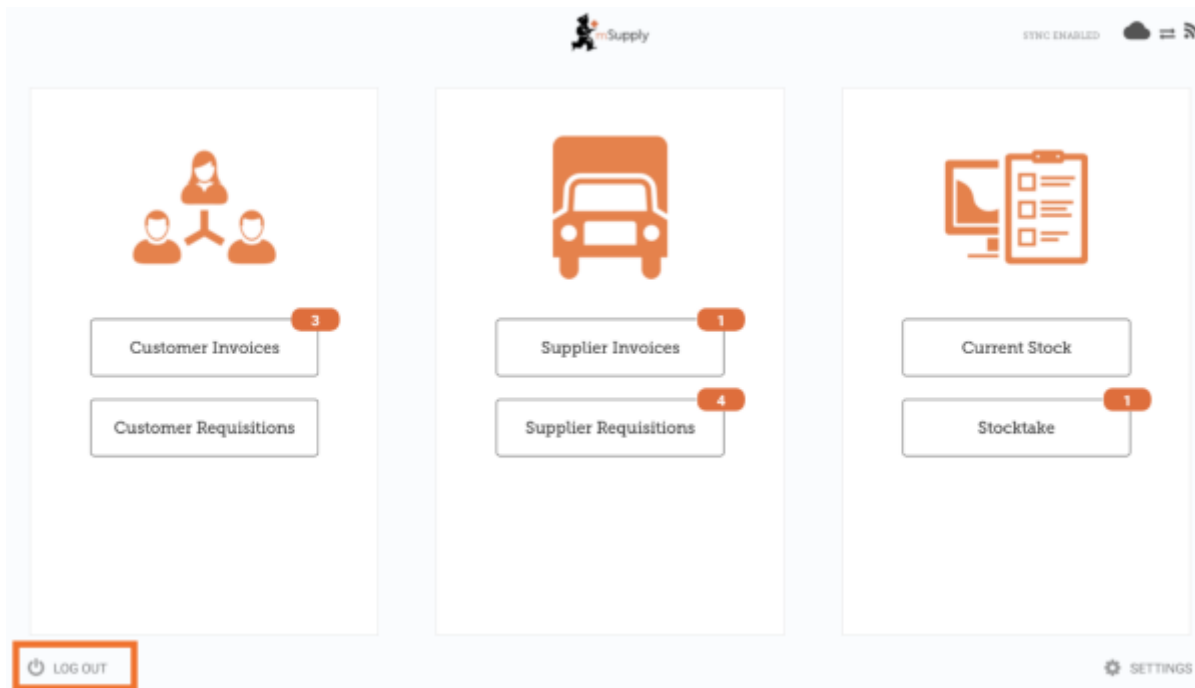 mSupply
SYNC ENABLED
3
Customer Invoices
Customer Requisitions
1
Supplier Invoices
4
Supplier Requisitions
Current Stock
1
Stocktake
LOG OUT
SETTINGS